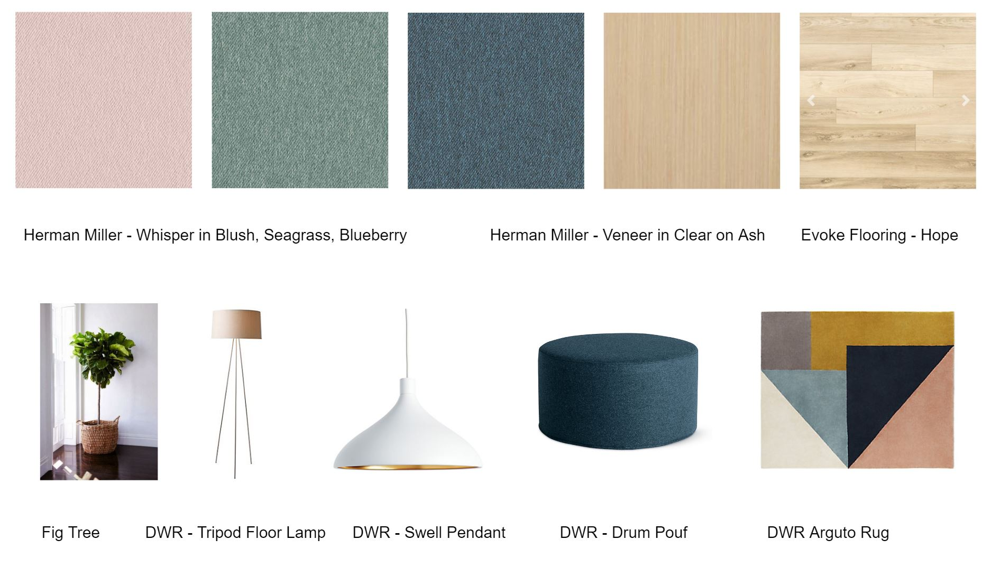 Herman Miller - Whisper in Blush, Seagrass, Blueberry
Herman Miller - Veneer in Clear on Ash
Evoke Flooring - Hope
Fig Tree
DWR - Tripod Floor Lamp
DWR - Swell Pendant
DWR - Drum Pouf
DWR Arguto Rug